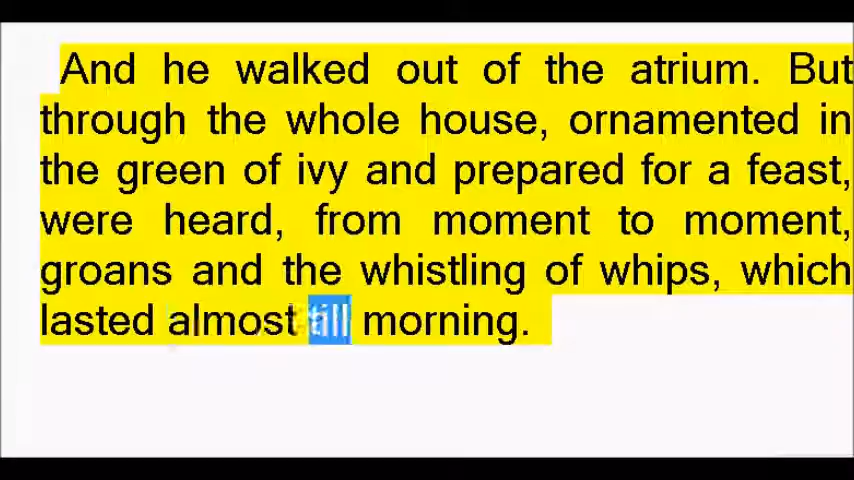 And he walked out of the atrium. But
through the whole house, ornamented in
the green of ivy and prepared for a feast,
were heard, from moment to moment,
groans and the whistling of whips, which
lasted almost till morning.